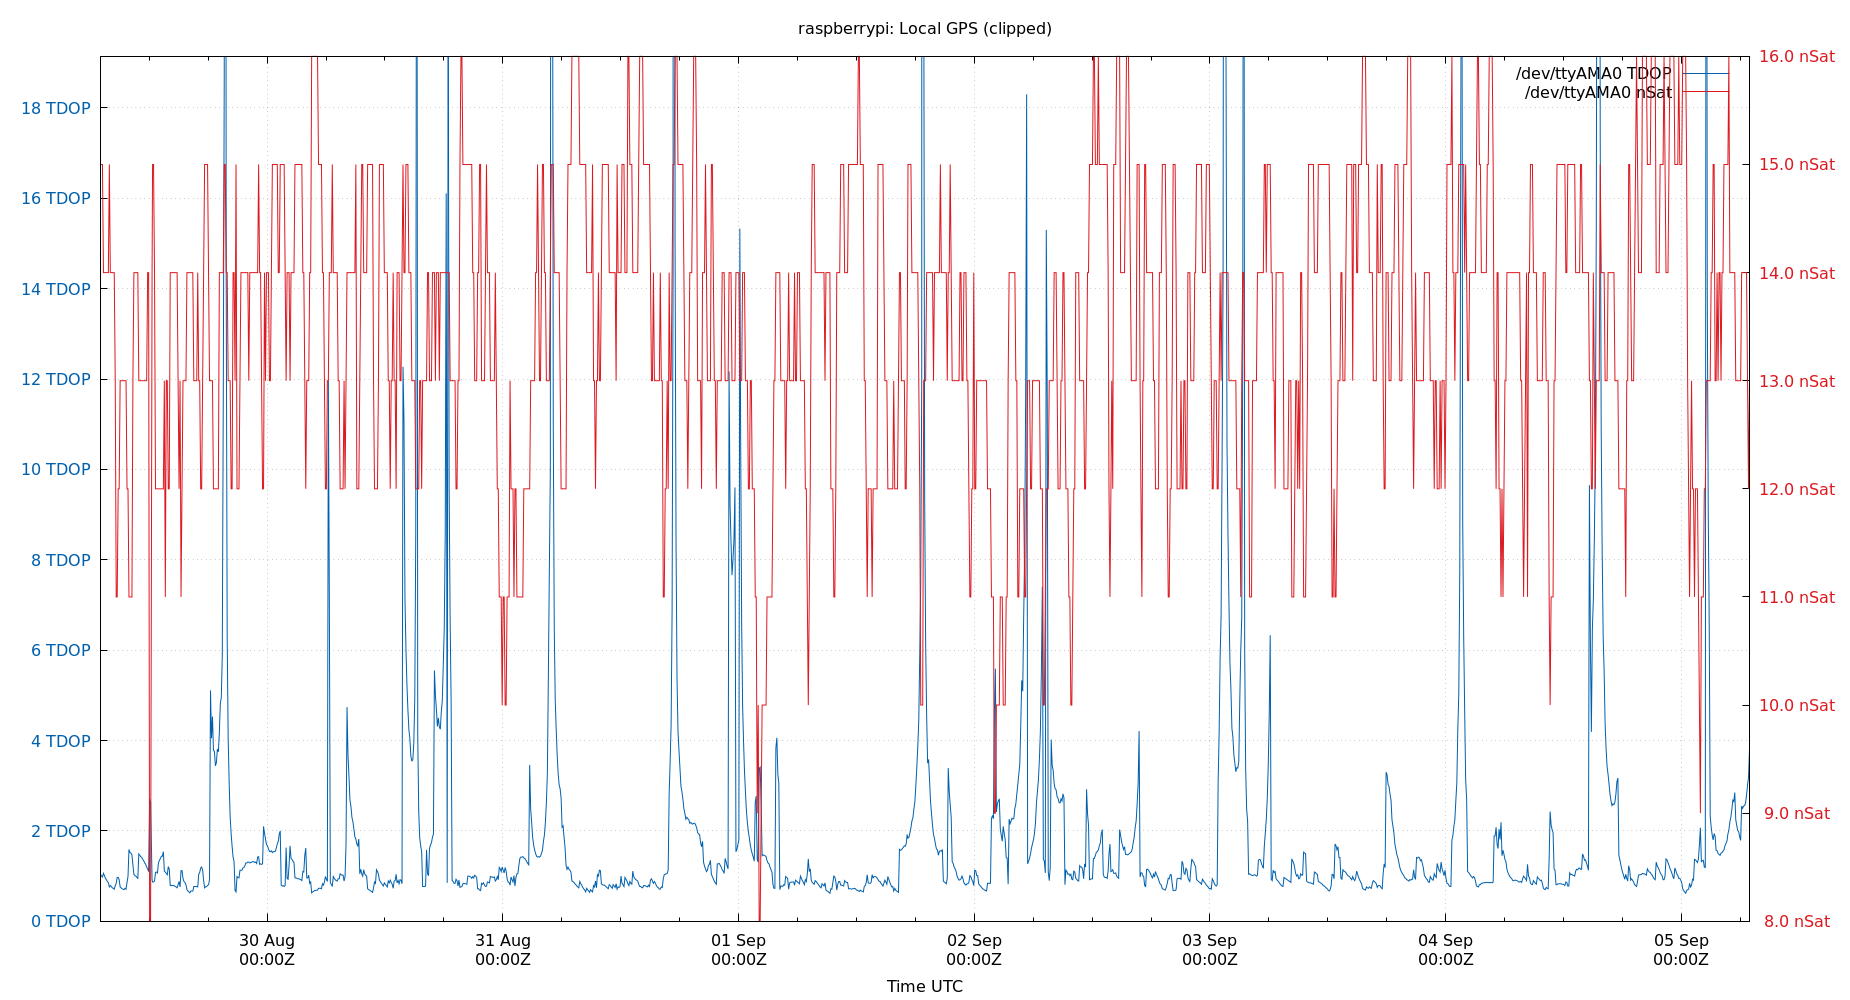 raspberrypi: Local GPS (clipped)
/dev/ttyAMA0 TDOP
/dev/ttyAMA0 nSat
18 TDOP
16 TDOP
14 TDOP
12 TDOP
10 TDOP
8 TDOP
6 TDOP
4 TDOP
2 TDOP
0 TDOP
16.0 nSat
15.0 nSat
14.0 nSat
13.0 nSat
12.0 nSat
11.0 nSat
10.0 nSat
9.0 nSat
8.0 nSat
30 Aug
00:00Z
31 Aug
00:00Z
01 Sep
00:00Z
02 Sep
00:00Z
03 Sep
00:00Z
04 Sep
00:00Z
05 Sep
00:00Z
Time UTC